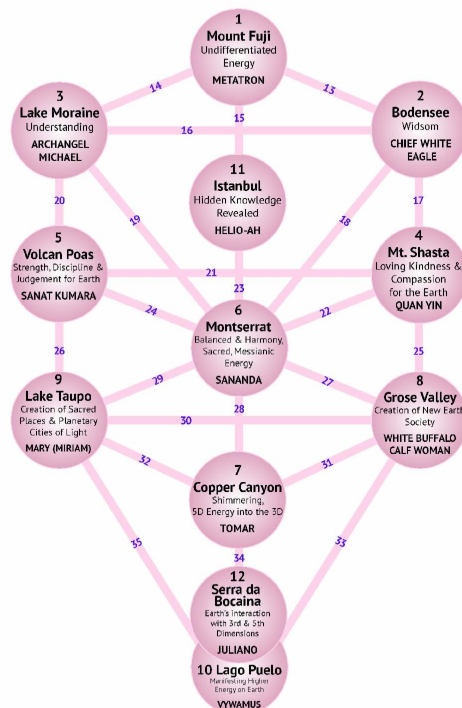 1
Mount Fuji
Undifferentiated
Energy
METATRON
14
13
15
3
Lake Moraine
Understanding
ARCHANGEL
MICHAEL
16
2
Bodensee
Widsom
CHIEF WHITE
EAGLE
11
Istanbul
Hidden Knowledge
Revealed
HELIO-AH
20
19
18
17
5
Volcan Poas
Strength, Discipline &
Judgement for Earth
SANAT KUMARA
21
23
4
Mt. Shasta
Loving Kindness &
Compassion
for the Earth
QUAN YIN
24
22
6
Montserrat
Balanced & Harmony,
Sacred, Messianic
Energy
SANANDA
26
25
29
27
28
9
Lake Taupo
Creation of Sacred
Places & Planetary
Cities of Light
MARY (MIRIAM)
30
8
Grose Valley
Creation of New Earth
Society
WHITE BUFFALO
CALF WOMAN
32
31
7
Copper Canyon
Shimmering,
5D Energy into the 3D
TOMAR
35
33
34
12
Serra da
Bocaina
Earth's interaction
with 3rd & 5th
Dimensions
JULIANO
10 Lago Puelo
Manifesting Higher
Energy on Earth
VYWAMUS